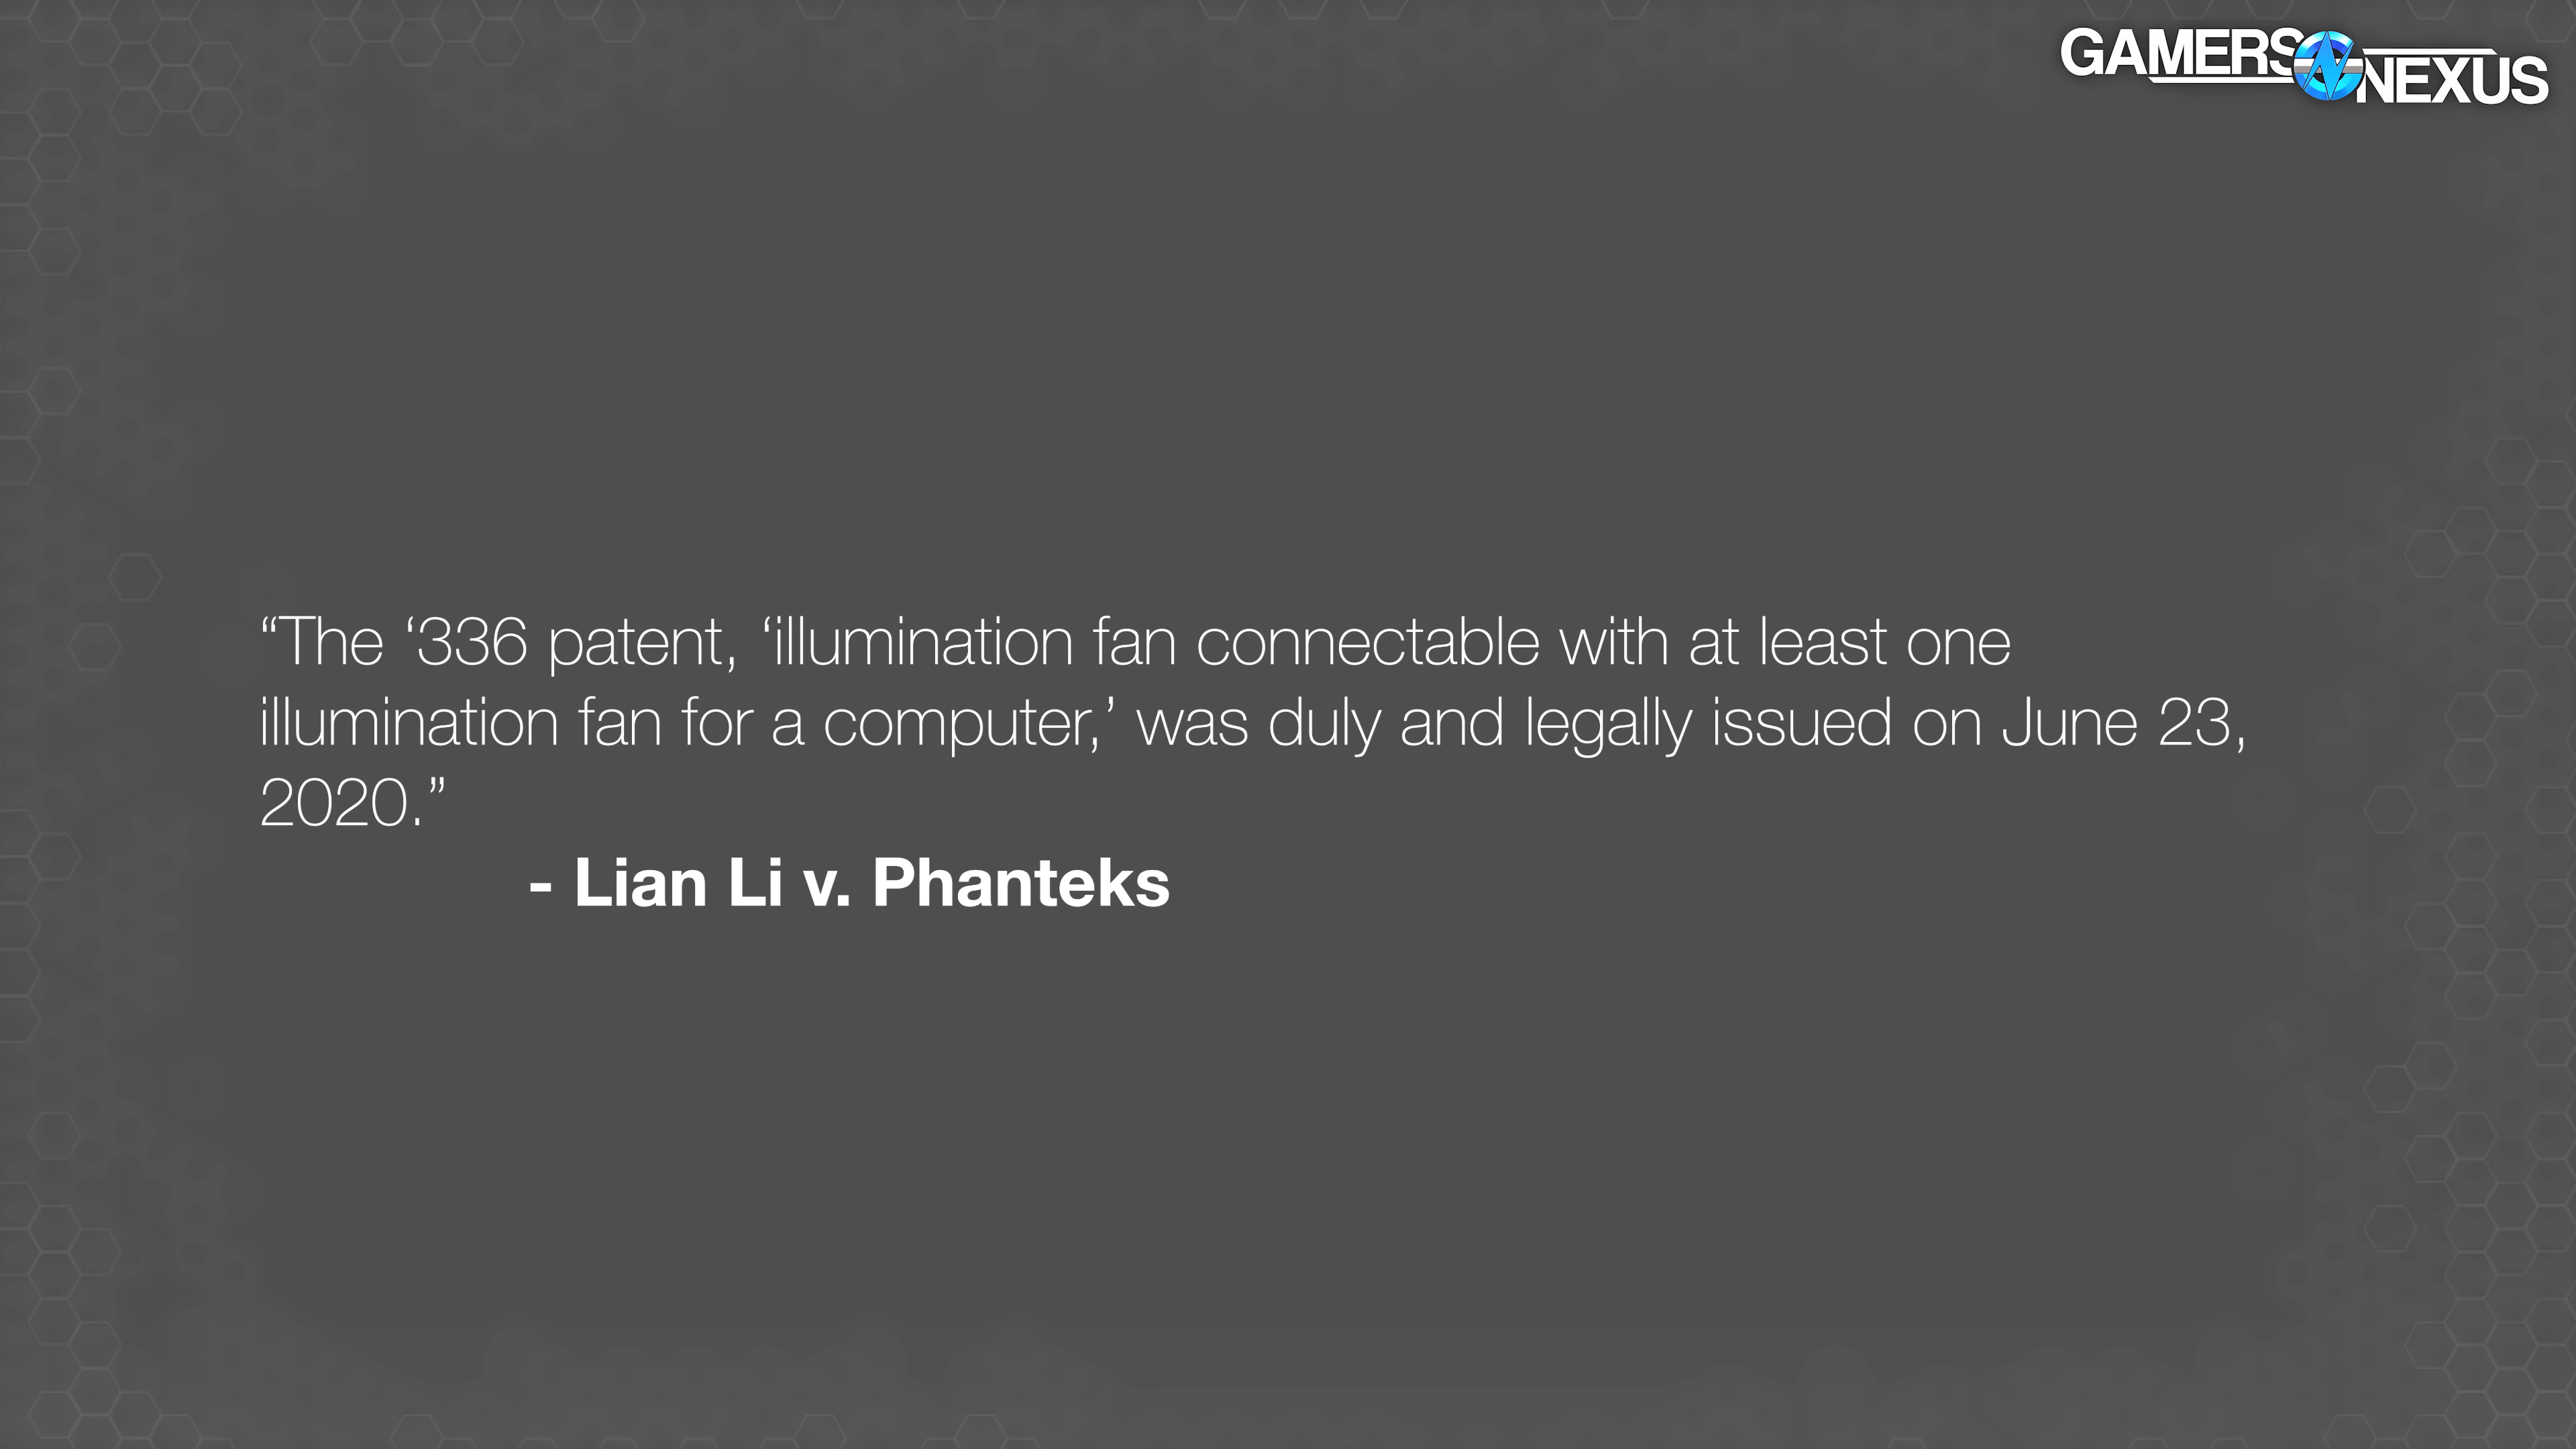 GAMERS NEXUS
“The ‘336 patent, ‘illumination fan connectable with at least one
illumination fan for a computer,’ was duly and legally issued on June 23,
2020.”
- Lian Li v. Phanteks